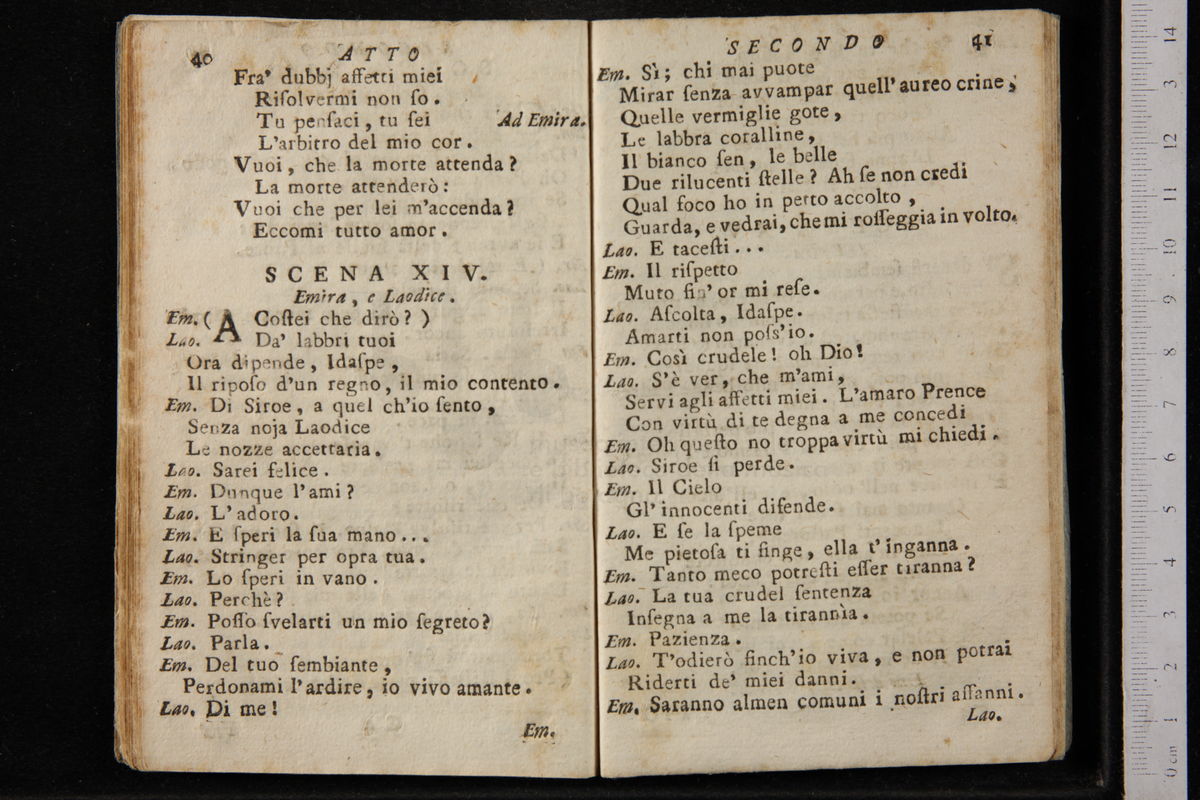 40 ATTO
Fra' dubbj affetti miei
Riſolvermi non ſo.
Tu penſaci, tu ſei Ad Emira.
L'arbitro del mio cor.
Vuoi, che la morte attenda?
La morte attenderò:
Vuoi che per lei m'accenda?
Eccomi tutto amor.
SCENA XIV.
Emira, e Laodice.
Em. (A Coſtei che dirò?)
Lao. Da' labbri tuoi
Ora dipende, Idaſpe,
Il ripoſo d'un regno, il mio contento.
Em. Di Siroe, a quel ch'io ſento,
Senza noja Laodice
Le nozze accettaria.
Lao. Sarei felice.
Em. Dunque l'ami?
Lao. L'adoro.
Em. E ſperi la ſua mano...
Lao. Stringer per opra tua.
Em. Lo ſperi in vano.
Lao. Perchè?
Em. Poſſo ſvelarti un mio ſegreto?
Lao. Parla.
Em. Del tuo ſembiante,
Perdonami l'ardire, io vivo amante.
Lao. Di me!
Em.
SECONDO 41
Em. Sì; chi mai puote
Mirar ſenza avvampar quell'aureo crine,
Quelle vermiglie gote,
Le labbra coralline,
Il bianco ſen, le belle
Due rilucenti ſtelle? Ah ſe non credi
Qual foco ho in petto accolto,
Guarda, e vedrai, che mi roſſeggia in volto.
Lao. E taceſti...
Em. Il riſpetto
Muto ſin' or mi reſe.
Lao. Aſcolta, Idaſpe.
Amarti non poſs'io.
Em. Così crudele! oh Dio!
Lao. S'è ver, che m'ami,
Servi agli affetti miei. L'amaro Prence
Con virtù di te degna a me concedi.
Em. Oh queſto no troppa virtù mi chiedi.
Lao. Siroe ſi perde.
Em. Il Cielo
Gl' innocenti difende.
Lao. E ſe la ſpeme
Me pietoſa ti finge, ella t'inganna.
Em. Tanto meco potreſti eſſer tiranna?
Lao. La tua crudel ſentenza
Inſegna a me la tirannìa.
Em. Pazienza.
Lao. T'odierò finch'io viva, e non potrai
Riderti de' miei danni.
Em. Saranno almen comuni i noſtri affanni.
Lao.